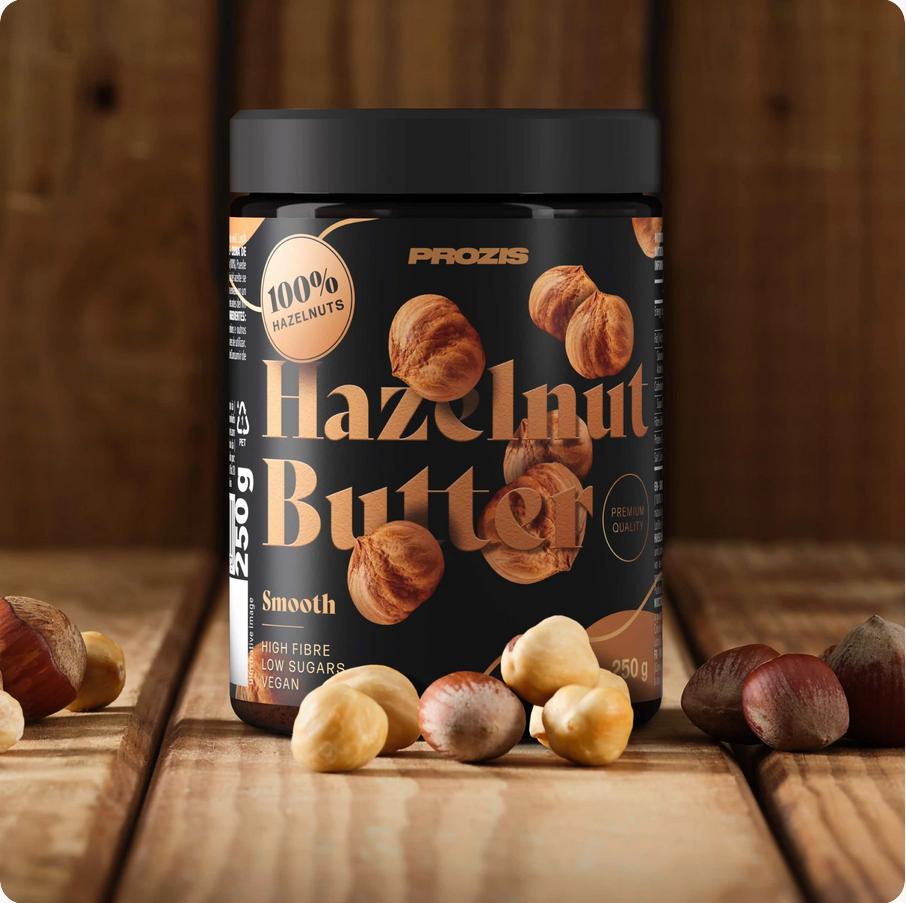 PROZIS
100%
HAZELNUTS
Hazelnut
Butter
PREMIUM
QUALITY
Smooth
HIGH FIBRE
LOW SUGARS
VEGAN
250 g
250 g
PET